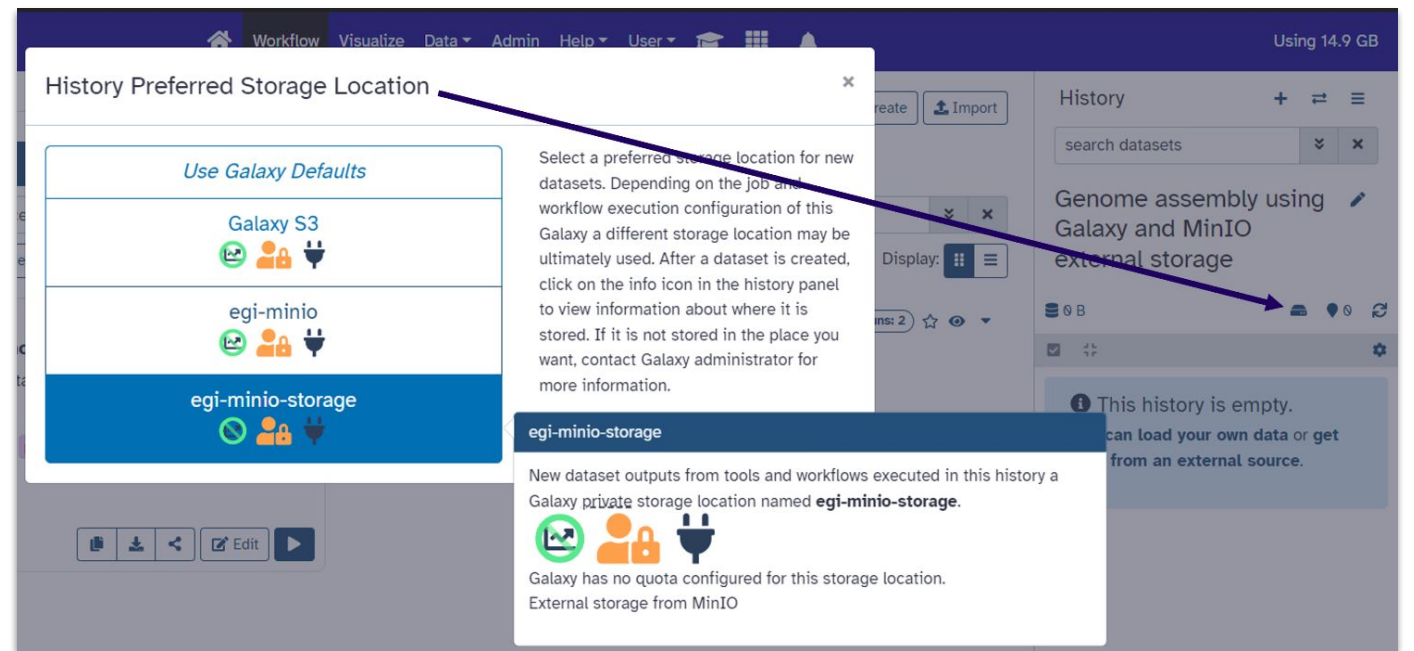 Workflow Visualize Data Admin Help User
Using 14.9 GB
History Preferred Storage Location
×
Use Galaxy Defaults
Galaxy S3
egi-minio
egi-minio-storage
Select a preferred storage location for new
datasets. Depending on the job and
workflow execution configuration of this
Galaxy a different storage location may be
ultimately used. After a dataset is created,
click on the info icon in the history panel
to view information about where it is
stored. If it is not stored in the place you
want, contact Galaxy administrator for
more information.
egi-minio-storage
New dataset outputs from tools and workflows executed in this history a
Galaxy private storage location named egi-minio-storage.
Galaxy has no quota configured for this storage location.
External storage from MinIO
reate
Import
Display:
uns: 2
Edit
History
search datasets
Genome assembly using
Galaxy and MinIO
external storage
0 B
0
This history is empty.
can load your own data or get
from an external source.